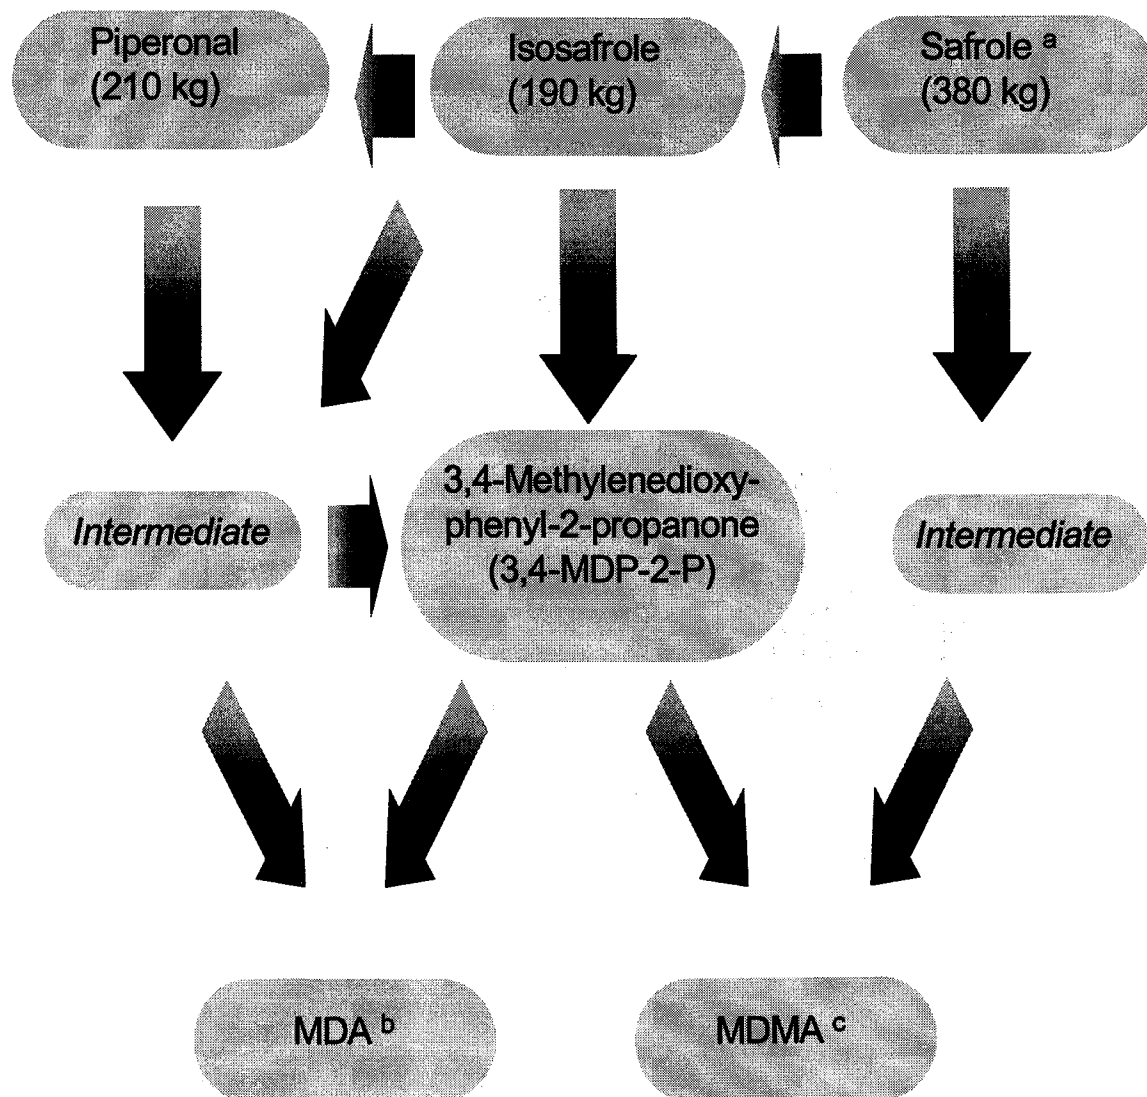 Piperonal
(210 kg)
Isosafrole
(190 kg)
Safrole a
(380 kg)
Intermediate
3,4-Methylenedioxy-
phenyl-2-propanone
(3,4-MDP-2-P)
Intermediate
MDA b
MDMA c